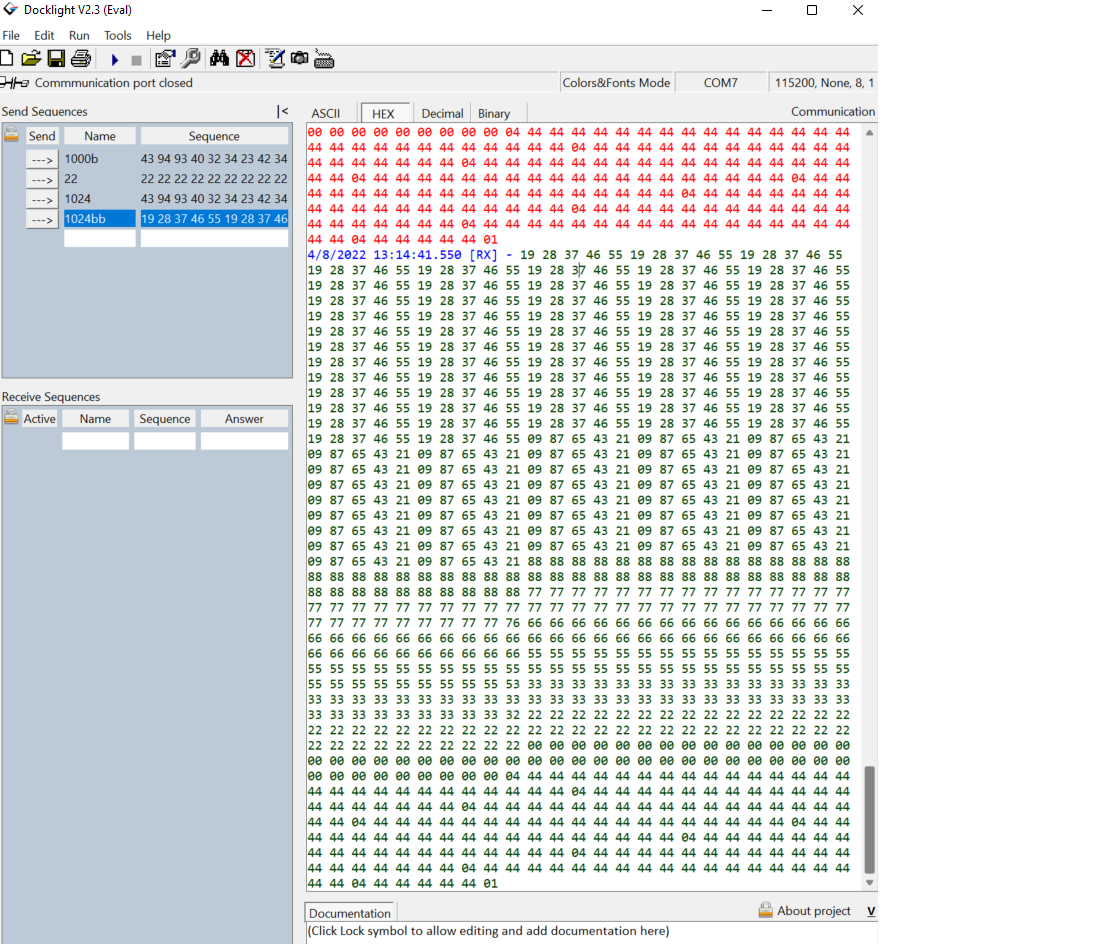 Docklight V2.3 (Eval)
File Edit Run Tools Help
Commmunication port closed
Colors&Fonts Mode
COM7
115200, None, 8, 1
Send Sequences |<
Send Name Sequence
---> 1000b 43 94 93 40 32 34 23 42 34
---> 22 22 22 22 22 22 22 22 22 22
---> 1024 43 94 93 40 32 34 23 42 34
---> 1024bb 19 28 37 46 55 19 28 37 46
Receive Sequences
Active Name Sequence Answer
ASCII HEX Decimal Binary Communication
00 00 00 00 00 00 00 00 00 04 44 44 44 44 44 44 44 44 44 44 44 44 44 44 44
44 44 44 44 44 44 44 44 44 44 44 44 04 44 44 44 44 44 44 44 44 44 44 44 44
44 44 44 44 44 44 44 04 44 44 44 44 44 44 44 44 44 44 44 44 44 44 44 44 44
44 44 04 44 44 44 44 44 44 44 44 44 44 44 44 44 44 44 44 44 44 44 04 44 44
44 44 44 44 44 44 44 44 44 44 44 44 44 44 44 44 44 04 44 44 44 44 44 44 44
44 44 44 44 44 44 44 44 44 44 44 44 04 44 44 44 44 44 44 44 44 44 44 44 44
44 44 44 44 44 44 44 04 44 44 44 44 44 44 44 44 44 44 44 44 44 44 44 44 44
44 44 04 44 44 44 44 44 01
4/8/2022 13:14:41.550 [RX] - 19 28 37 46 55 19 28 37 46 55 19 28 37 46 55
19 28 37 46 55 19 28 37 46 55 19 28 37 46 55 19 28 37 46 55 19 28 37 46 55
19 28 37 46 55 19 28 37 46 55 19 28 37 46 55 19 28 37 46 55 19 28 37 46 55
19 28 37 46 55 19 28 37 46 55 19 28 37 46 55 19 28 37 46 55 19 28 37 46 55
19 28 37 46 55 19 28 37 46 55 19 28 37 46 55 19 28 37 46 55 19 28 37 46 55
19 28 37 46 55 19 28 37 46 55 19 28 37 46 55 19 28 37 46 55 19 28 37 46 55
19 28 37 46 55 19 28 37 46 55 19 28 37 46 55 19 28 37 46 55 19 28 37 46 55
19 28 37 46 55 19 28 37 46 55 19 28 37 46 55 19 28 37 46 55 19 28 37 46 55
19 28 37 46 55 19 28 37 46 55 19 28 37 46 55 19 28 37 46 55 19 28 37 46 55
19 28 37 46 55 19 28 37 46 55 19 28 37 46 55 19 28 37 46 55 19 28 37 46 55
19 28 37 46 55 19 28 37 46 55 19 28 37 46 55 19 28 37 46 55 19 28 37 46 55
19 28 37 46 55 19 28 37 46 55 19 28 37 46 55 19 28 37 46 55 19 28 37 46 55
19 28 37 46 55 19 28 37 46 55 09 87 65 43 21 09 87 65 43 21 09 87 65 43 21
09 87 65 43 21 09 87 65 43 21 09 87 65 43 21 09 87 65 43 21 09 87 65 43 21
09 87 65 43 21 09 87 65 43 21 09 87 65 43 21 09 87 65 43 21 09 87 65 43 21
09 87 65 43 21 09 87 65 43 21 09 87 65 43 21 09 87 65 43 21 09 87 65 43 21
09 87 65 43 21 09 87 65 43 21 09 87 65 43 21 09 87 65 43 21 09 87 65 43 21
09 87 65 43 21 09 87 65 43 21 09 87 65 43 21 09 87 65 43 21 09 87 65 43 21
09 87 65 43 21 09 87 65 43 21 09 87 65 43 21 09 87 65 43 21 09 87 65 43 21
09 87 65 43 21 09 87 65 43 21 09 87 65 43 21 09 87 65 43 21 09 87 65 43 21
09 87 65 43 21 09 87 65 43 21 88 88 88 88 88 88 88 88 88 88 88 88 88 88 88
88 88 88 88 88 88 88 88 88 88 88 88 88 88 88 88 88 88 88 88 88 88 88 88 88
88 88 88 88 88 88 88 88 88 88 77 77 77 77 77 77 77 77 77 77 77 77 77 77 77
77 77 77 77 77 77 77 77 77 77 77 77 77 77 77 77 77 77 77 77 77 77 77 77 77
77 77 77 77 77 77 77 77 77 76 66 66 66 66 66 66 66 66 66 66 66 66 66 66 66
66 66 66 66 66 66 66 66 66 66 66 66 66 66 66 66 66 66 66 66 66 66 66 66 66
66 66 66 66 66 66 66 66 66 66 55 55 55 55 55 55 55 55 55 55 55 55 55 55 55
55 55 55 55 55 55 55 55 55 55 55 55 55 55 55 55 55 55 55 55 55 55 55 55 55
55 55 55 55 55 55 55 55 55 53 33 33 33 33 33 33 33 33 33 33 33 33 33 33 33
33 33 33 33 33 33 33 33 33 33 33 33 33 33 33 33 33 33 33 33 33 33 33 33 33
33 33 33 33 33 33 33 33 33 32 22 22 22 22 22 22 22 22 22 22 22 22 22 22 22
22 22 22 22 22 22 22 22 22 22 22 22 22 22 22 22 22 22 22 22 22 22 22 22 22
22 22 22 22 22 22 22 22 22 22 00 00 00 00 00 00 00 00 00 00 00 00 00 00 00
00 00 00 00 00 00 00 00 00 00 00 00 00 00 00 00 00 00 00 00 00 00 00 00 00
00 00 00 00 00 00 00 00 00 04 44 44 44 44 44 44 44 44 44 44 44 44 44 44 44
44 44 44 44 44 44 44 44 44 44 44 44 04 44 44 44 44 44 44 44 44 44 44 44 44
44 44 44 44 44 44 44 04 44 44 44 44 44 44 44 44 44 44 44 44 44 44 44 44 44
44 44 04 44 44 44 44 44 44 44 44 44 44 44 44 44 44 44 44 44 44 44 04 44 44
44 44 44 44 44 44 44 44 44 44 44 44 44 44 44 44 44 04 44 44 44 44 44 44 44
44 44 44 44 44 44 44 44 44 44 44 44 04 44 44 44 44 44 44 44 44 44 44 44 44
44 44 44 44 44 44 44 04 44 44 44 44 44 44 44 44 44 44 44 44 44 44 44 44 44
44 44 04 44 44 44 44 44 01
Documentation About project V
(Click Lock symbol to allow editing and add documentation here)